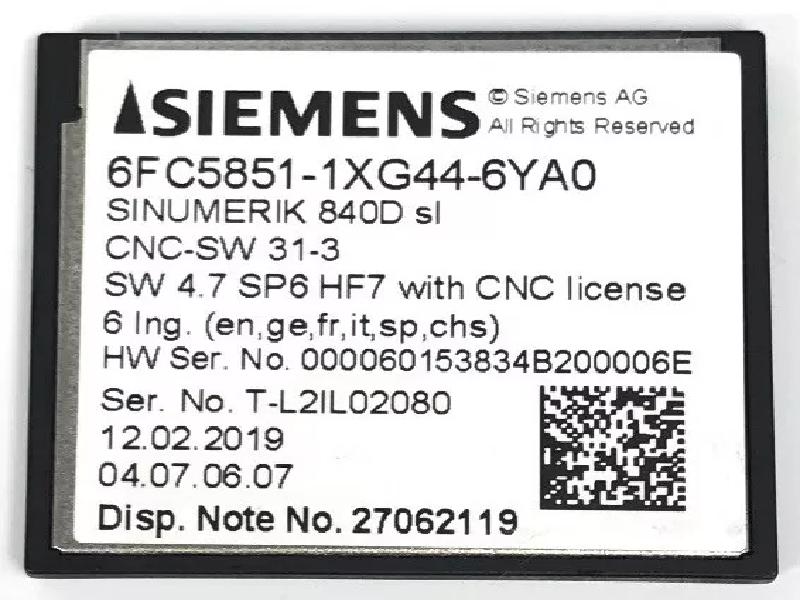 SIEMENS
© Siemens AG
All Rights Reserved
6FC5851-1XG44-6YA0
SINUMERIK 840D sl
CNC-SW 31-3
SW 4.7 SP6 HF7 with CNC license
6 lng. (en,ge,fr,it,sp,chs)
HW Ser. No. 000060153834B200006E
Ser. No. T-L2IL02080
12.02.2019
04.07.06.07
Disp. Note No. 27062119